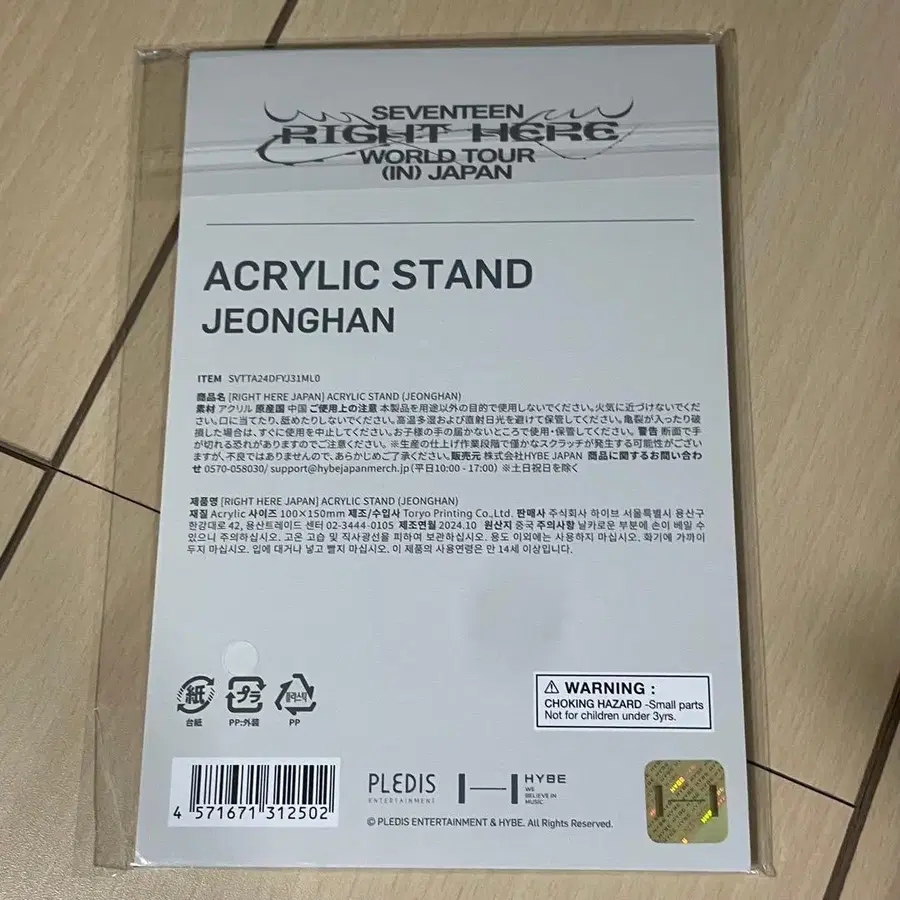 SEVENTEEN
RIGHT HERE
WORLD TOUR
(IN) JAPAN
ACRYLIC STAND
JEONGHAN
ITEM SVTTA24DFYJ31ML0
商品名 [RIGHT HERE JAPAN] ACRYLIC STAND (JEONGHAN)
素材 アクリル 原産国 中国 ご使用上の注意 本製品を用途以外の目的で使用しないでください。火気に近づけないでくだ
さい。口に当てたり、舐めたりしないでください。高温多湿および直射日光を避けて保管してください。亀裂が入ったり破
損した場合は、すぐに使用を中止してください。お子様の手の届かないところで使用・保管してください。 警告 断面で手
が切れる恐れがありますのでご注意ください。 ※生産の仕上げ作業段階で僅かなスクラッチが発生する可能性がござい
ますが、不良ではありませんので、あらかじめご了承ください。 販売元 株式会社HYBE JAPAN 商品に関するお問い合わ
せ 0570-058030/ support@hybejapanmerch.jp (平日10:00 - 17:00) ※土日祝日を除く
제품명 [RIGHT HERE JAPAN] ACRYLIC STAND (JEONGHAN)
재질 Acrylic 사이즈 100×150mm 제조/수입사 Toryo Printing Co.,Ltd. 판매사 주식회사 하이브 서울특별시 용산구
한강대로 42, 용산트레이드 센터 02-3444-0105 제조연월 2024.10 원산지 중국 주의사항 날카로운 부분에 손이 베일 수
있으니 주의하십시오. 고온 고습 및 직사광선을 피하여 보관하십시오. 용도 이외에는 사용하지 마십시오. 화기에 가까이
두지 마십시오. 입에 대거나 넣고 빨지 마십시오. 이 제품의 사용연령은 만 14세 이상입니다.
紙
台紙
プラ
PP:外装
플라스틱
PP
WARNING :
CHOKING HAZARD -Small parts
Not for children under 3yrs.
4 571671 312502
PLEDIS
ENTERTAINMENT
HYBE
WE
BELIEVE IN
MUSIC
© PLEDIS ENTERTAINMENT & HYBE. All Rights Reserved.
HYBE